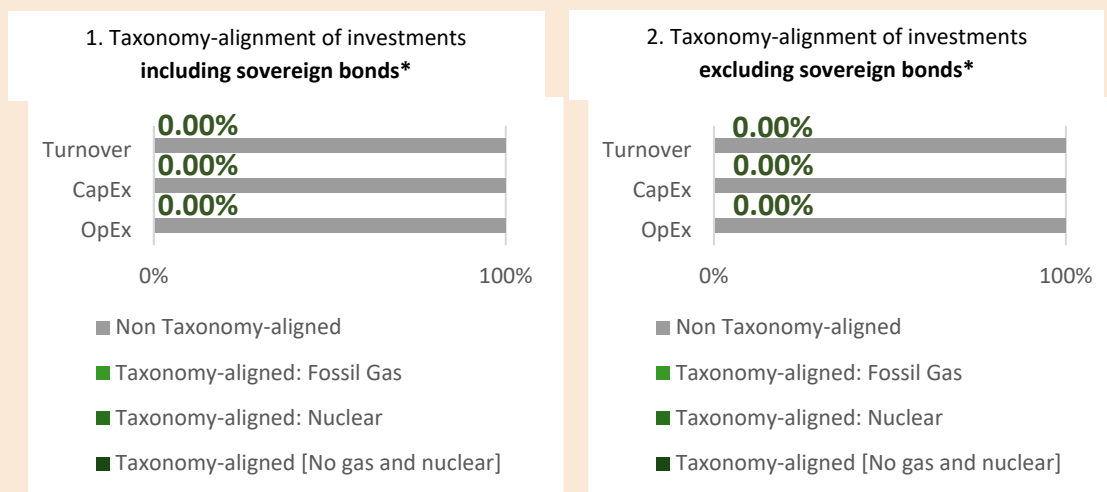 1. Taxonomy-alignment of investments
including sovereign bonds*
0.00%
Turnover
0.00%
CapEx
0.00%
OpEx
0%
100%
Non Taxonomy-aligned
Taxonomy-aligned: Fossil Gas
Taxonomy-aligned: Nuclear
Taxonomy-aligned [No gas and nuclear]
2. Taxonomy-alignment of investments
excluding sovereign bonds*
0.00%
Turnover
0.00%
CapEx
0.00%
OpEx
0%
100%
Non Taxonomy-aligned
Taxonomy-aligned: Fossil Gas
Taxonomy-aligned: Nuclear
Taxonomy-aligned [No gas and nuclear]